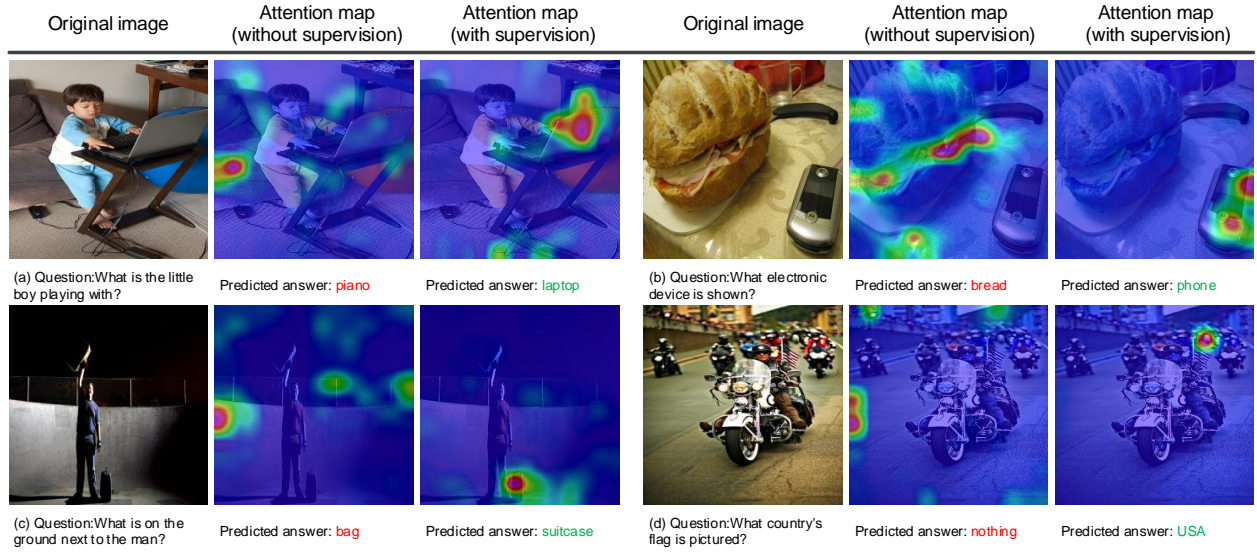 Original image
Attention map
(without supervision)
Attention map
(with supervision)
Original image
Attention map
(without supervision)
Attention map
(with supervision)
(a) Question:What is the little
boy playing with?
Predicted answer: piano
Predicted answer: laptop
(b) Question:What electronic
device is shown?
Predicted answer: bread
Predicted answer: phone
(c) Question:What is on the
ground next to the man?
Predicted answer: bag
Predicted answer: suitcase
(d) Question:What country's
flag is pictured?
Predicted answer: nothing
Predicted answer: USA